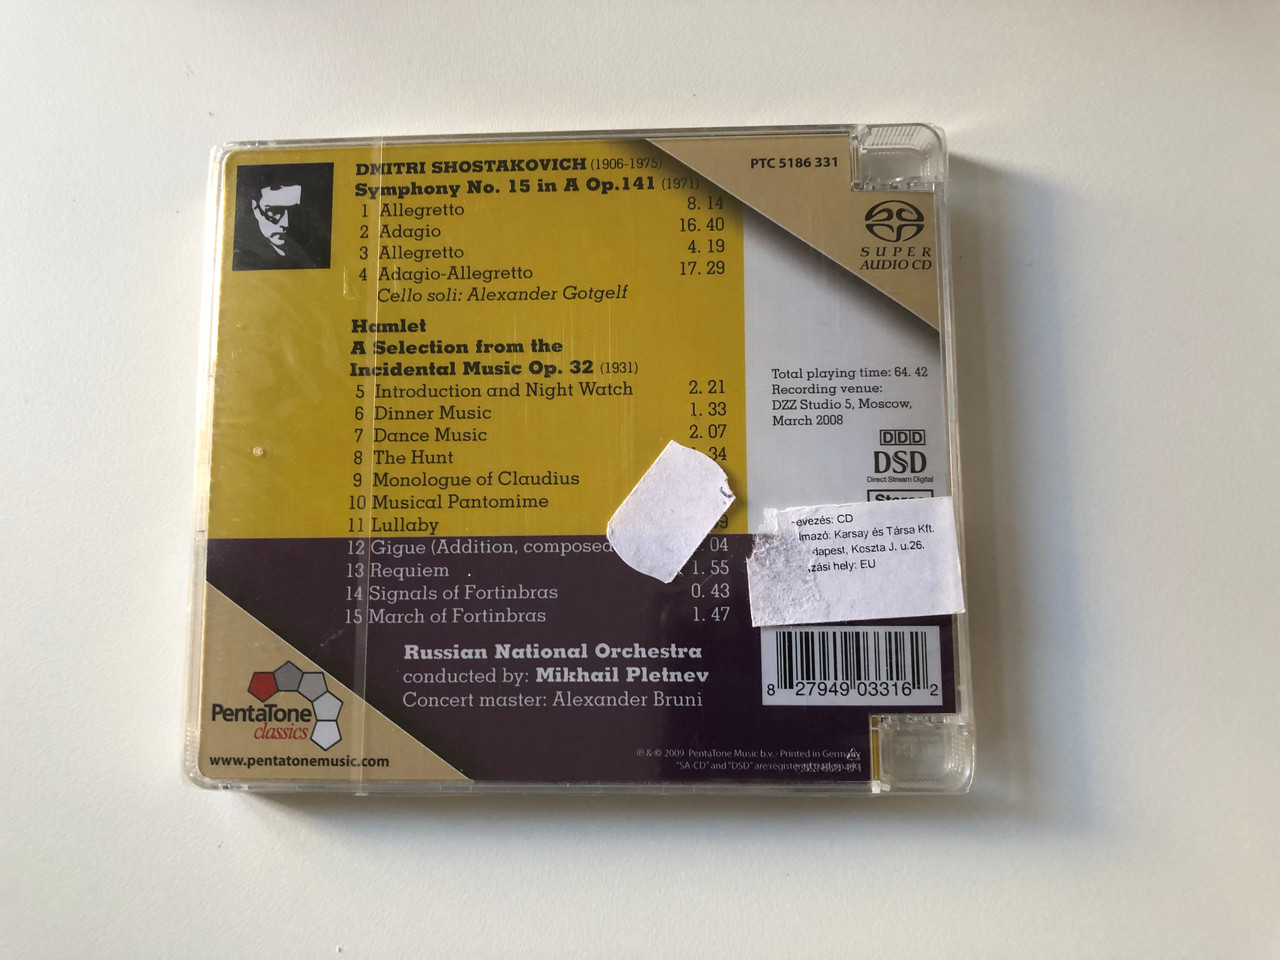 DMITRI SHOSTAKOVICH (1906-1975)
Symphony No. 15 in A Op.141 (1971)
1 Allegretto 8. 14
2 Adagio 16. 40
3 Allegretto 4. 19
4 Adagio-Allegretto 17. 29
Cello soli: Alexander Gotgelf
Hamlet
A Selection from the
Incidental Music Op. 32 (1931)
5 Introduction and Night Watch 2. 21
6 Dinner Music 1. 33
7 Dance Music 2. 07
8 The Hunt 34
9 Monologue of Claudius
10 Musical Pantomime
11 Lullaby
12 Gigue (Addition, composed 04
13 Requiem 1. 55
14 Signals of Fortinbras 0. 43
15 March of Fortinbras 1. 47
Russian National Orchestra
conducted by: Mikhail Pletnev
Concert master: Alexander Bruni
PentaTone
classics
www.pentatonemusic.com
PTC 5186 331
SUPER
AUDIO CD
Total playing time: 64. 42
Recording venue:
DZZ Studio 5, Moscow,
March 2008
DDD
DSD
Direct Stream Digital
Stereo
evezés: CD
lmazó: Karsay és Társa Kft.
dapest, Koszta J. u.26.
zási hely: EU
8 27949 03316 2
℗ & © 2009 PentaTone Music b.v. - Printed in Germany
"SA-CD" and "DSD" are registered trademarks